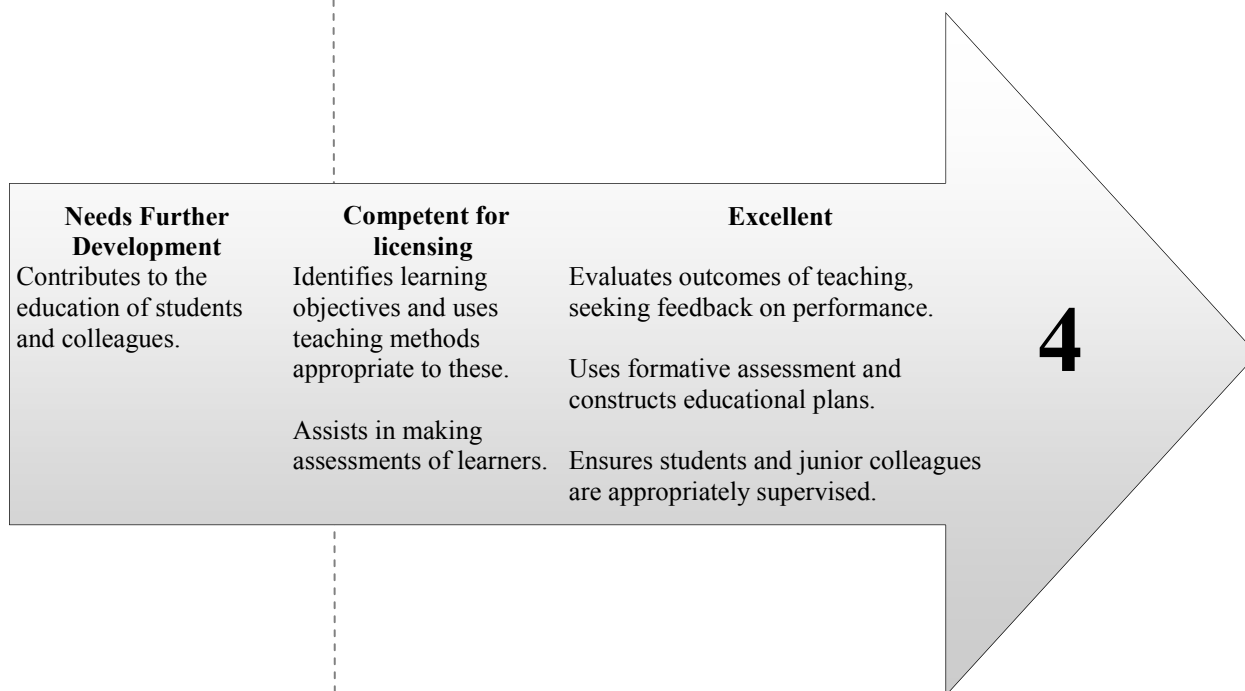 Needs Further
Development
Contributes to the
education of students
and colleagues.
Competent for
licensing
Identifies learning
objectives and uses
teaching methods
appropriate to these.
Assists in making
assessments of learners.
Excellent
Evaluates outcomes of teaching,
seeking feedback on performance.
Uses formative assessment and
constructs educational plans.
Ensures students and junior colleagues
are appropriately supervised.
4